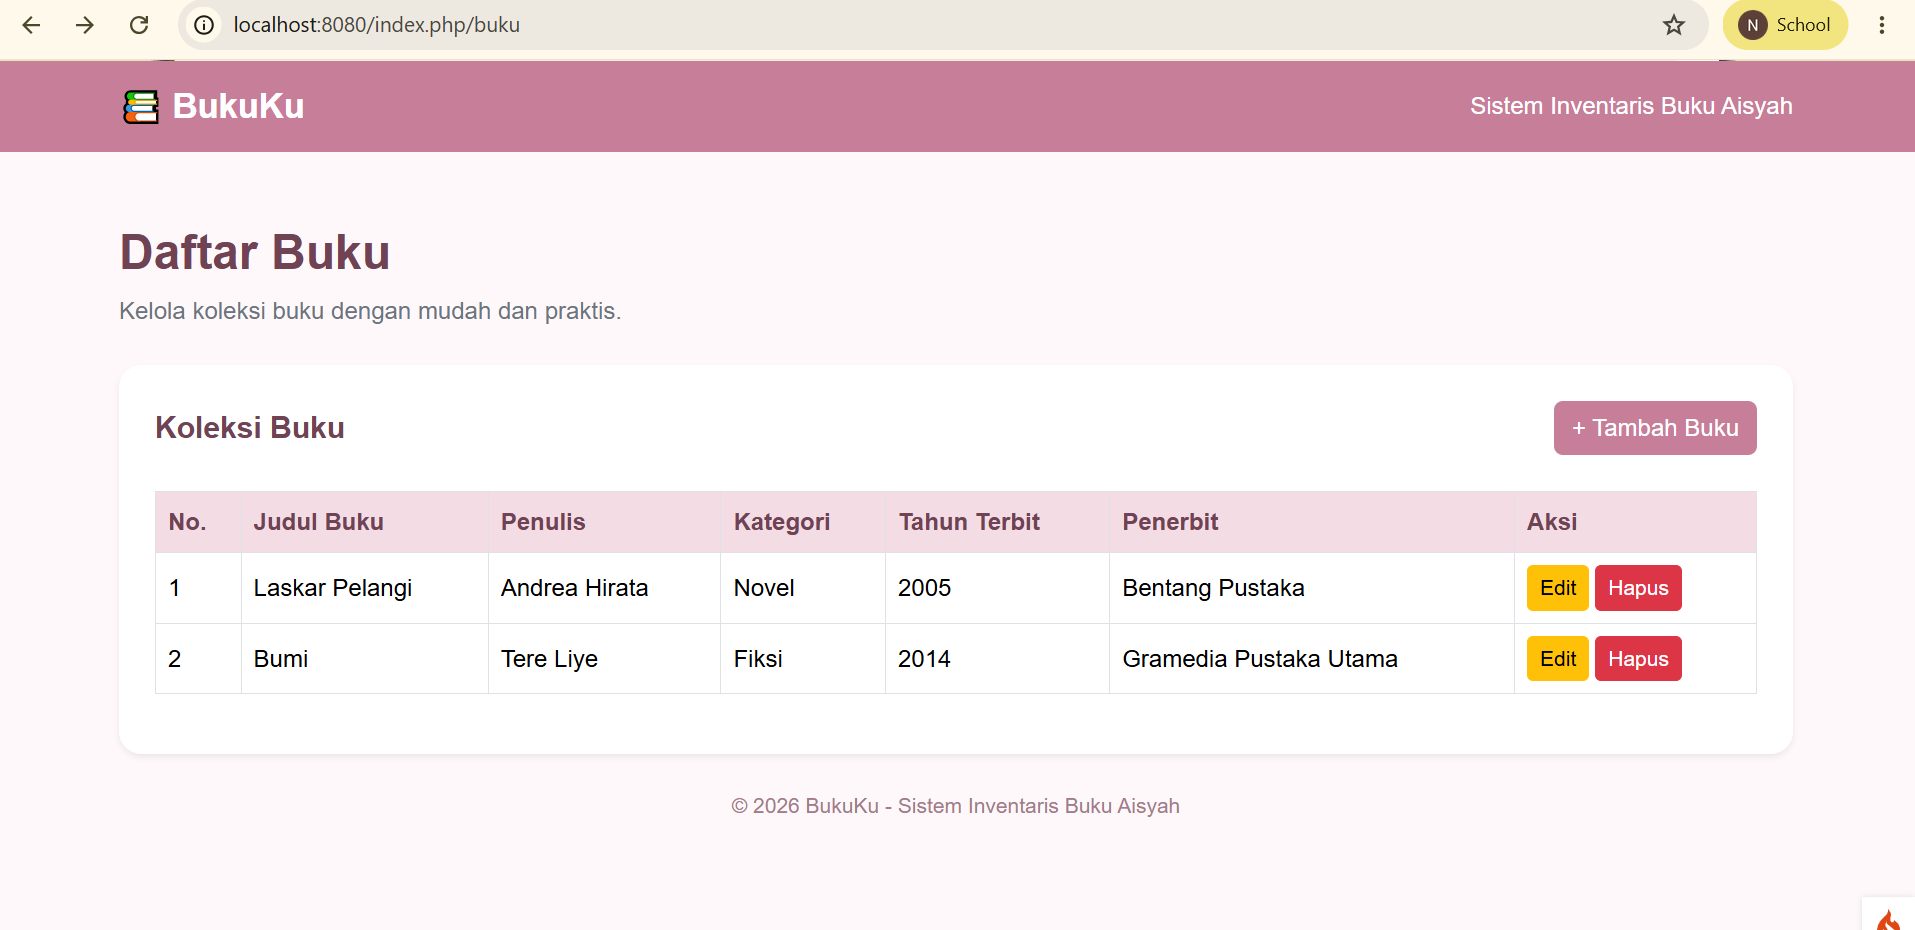 localhost:8080/index.php/buku
N School
BukuKu
Sistem Inventaris Buku Aisyah
Daftar Buku
Kelola koleksi buku dengan mudah dan praktis.
Koleksi Buku
+ Tambah Buku
No. Judul Buku Penulis Kategori Tahun Terbit Penerbit Aksi
1 Laskar Pelangi Andrea Hirata Novel 2005 Bentang Pustaka Edit Hapus
2 Bumi Tere Liye Fiksi 2014 Gramedia Pustaka Utama Edit Hapus
© 2026 BukuKu - Sistem Inventaris Buku Aisyah